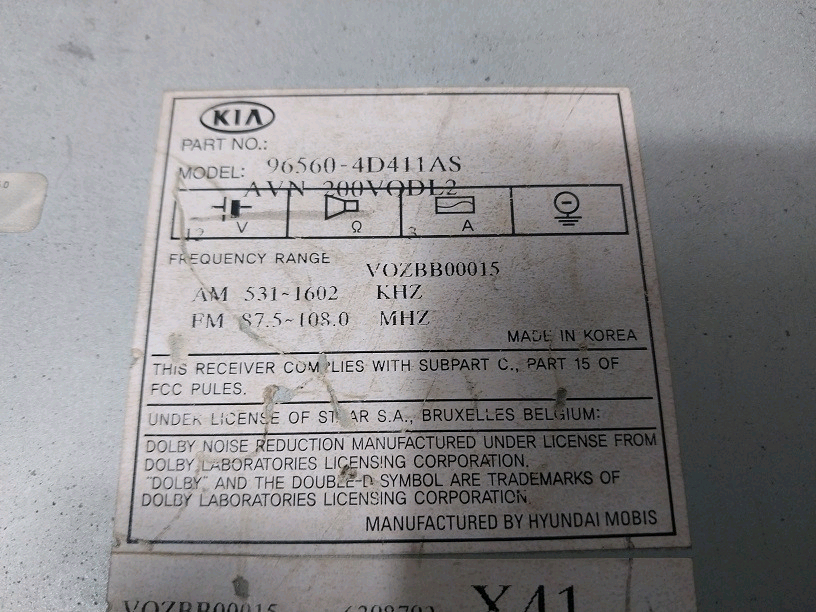 KIA
PART NO.:
MODEL: 96560-4D411AS
AVN 200VQDL2
12 V Ω 3 A
FREQUENCY RANGE
VOZBB00015
AM 531~1602 KHZ
FM 87.5~108.0 MHZ
MADE IN KOREA
THIS RECEIVER COMPLIES WITH SUBPART C., PART 15 OF
FCC PULES.
UNDER LICENSE OF STAR S.A., BRUXELLES BELGIUM:
DOLBY NOISE REDUCTION MANUFACTURED UNDER LICENSE FROM
DOLBY LABORATORIES LICENSING CORPORATION.
"DOLBY" AND THE DOUBLE-D SYMBOL ARE TRADEMARKS OF
DOLBY LABORATORIES LICENSING CORPORATION.
MANUFACTURED BY HYUNDAI MOBIS
VOZBB00015 X41